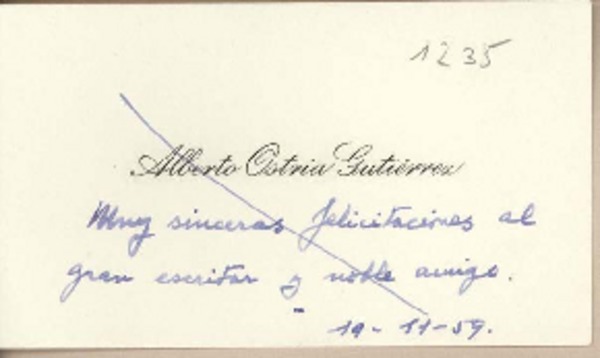 1235
Alberto Ostria Gutiérrez
Muy sinceras felicitaciones al
gran escritor y noble amigo.
19-11-59.